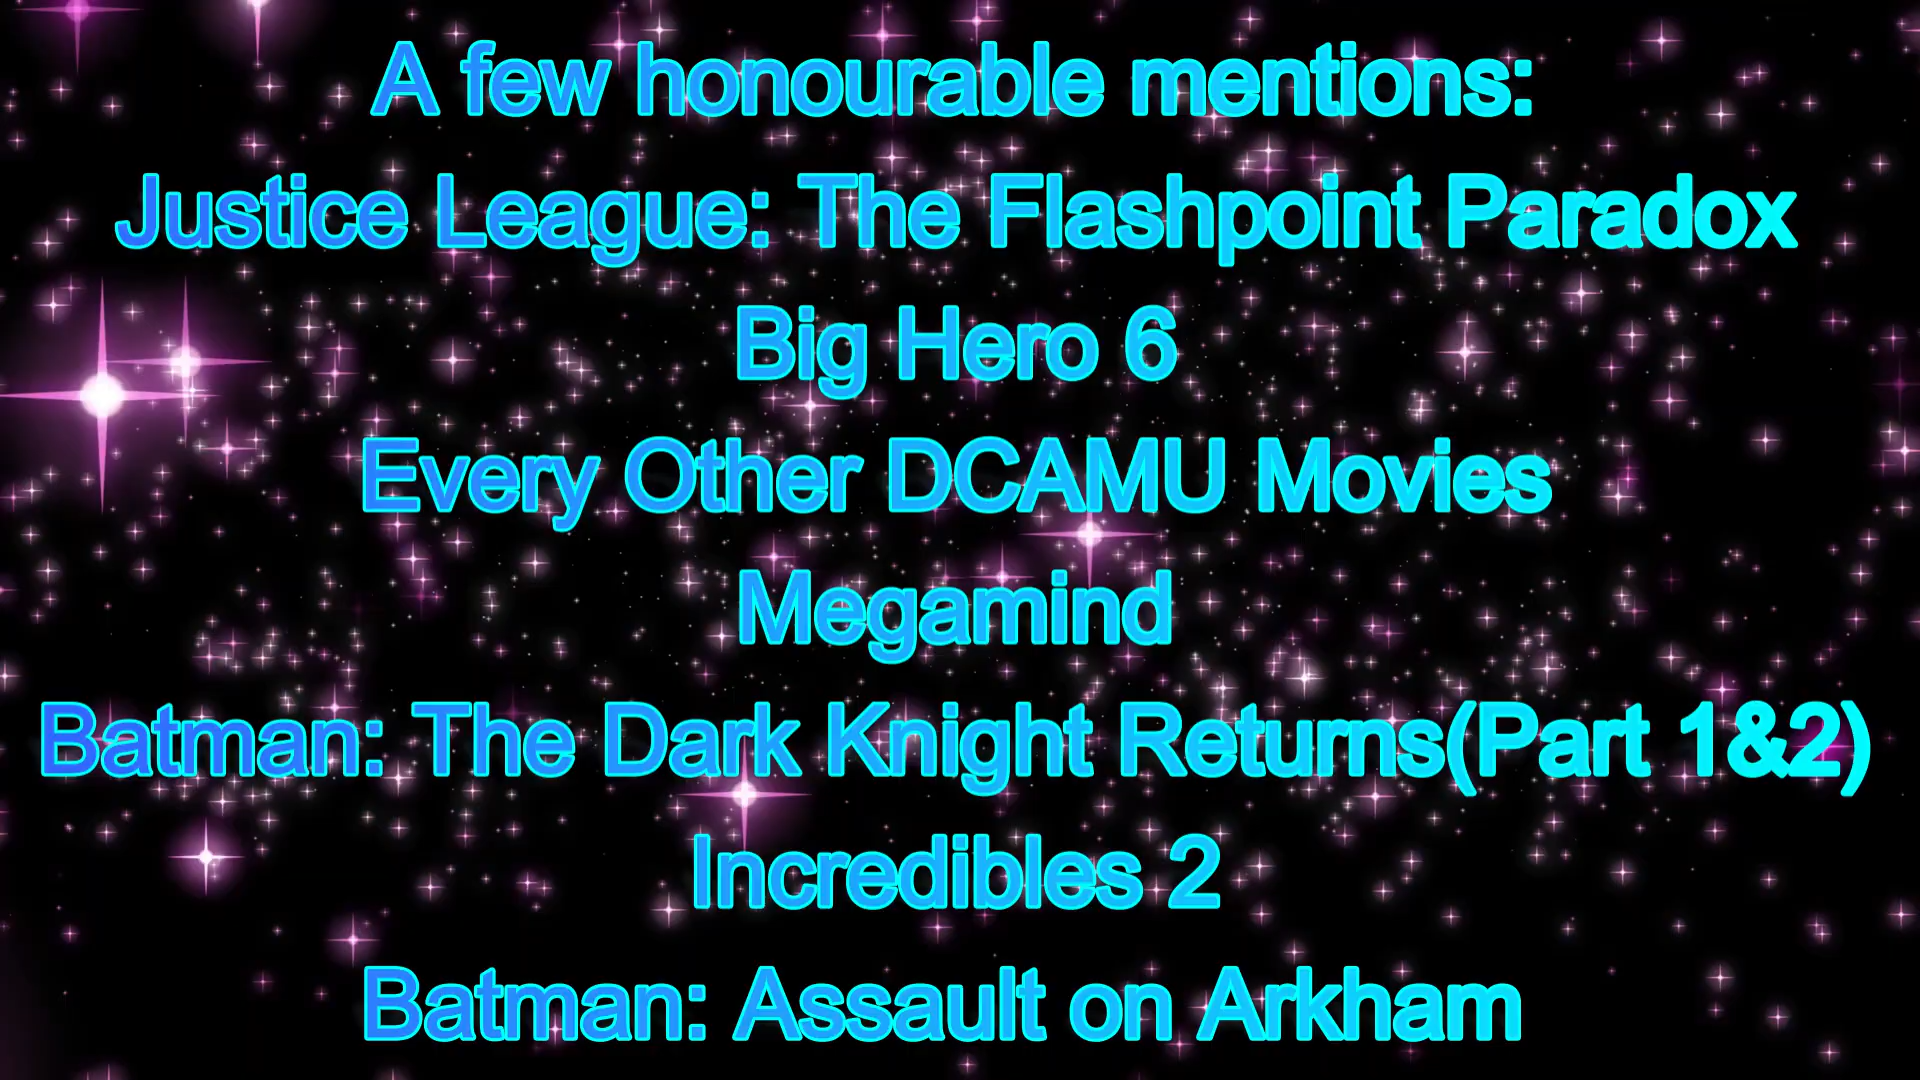 A few honourable mentions:
Justice League: The Flashpoint Paradox
Big Hero 6
Every Other DCAMU Movies
Megamind
Batman: The Dark Knight Returns(Part 1&2)
Incredibles 2
Batman: Assault on Arkham